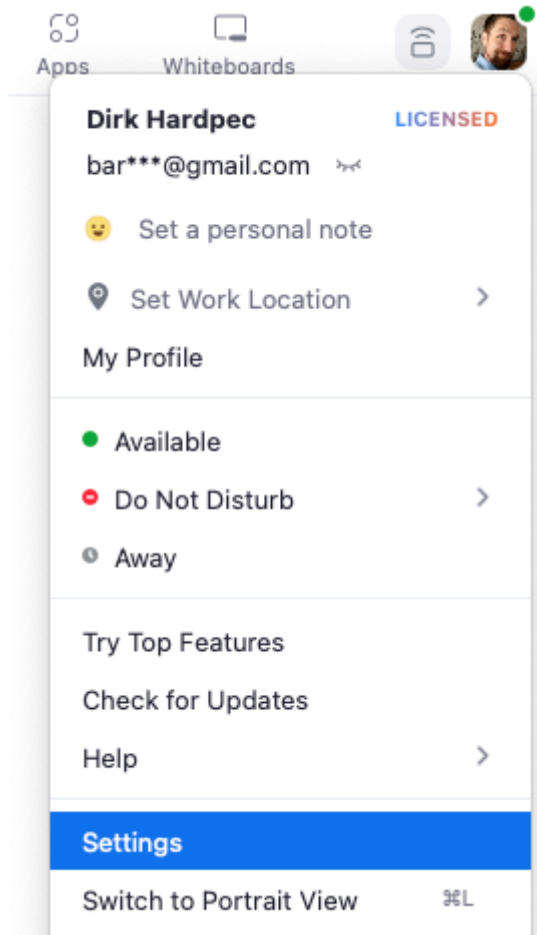 Apps Whiteboards
Dirk Hardpec LICENSED
bar***@gmail.com
Set a personal note
Set Work Location
My Profile
Available
Do Not Disturb
Away
Try Top Features
Check for Updates
Help
Settings
Switch to Portrait View ⌘L